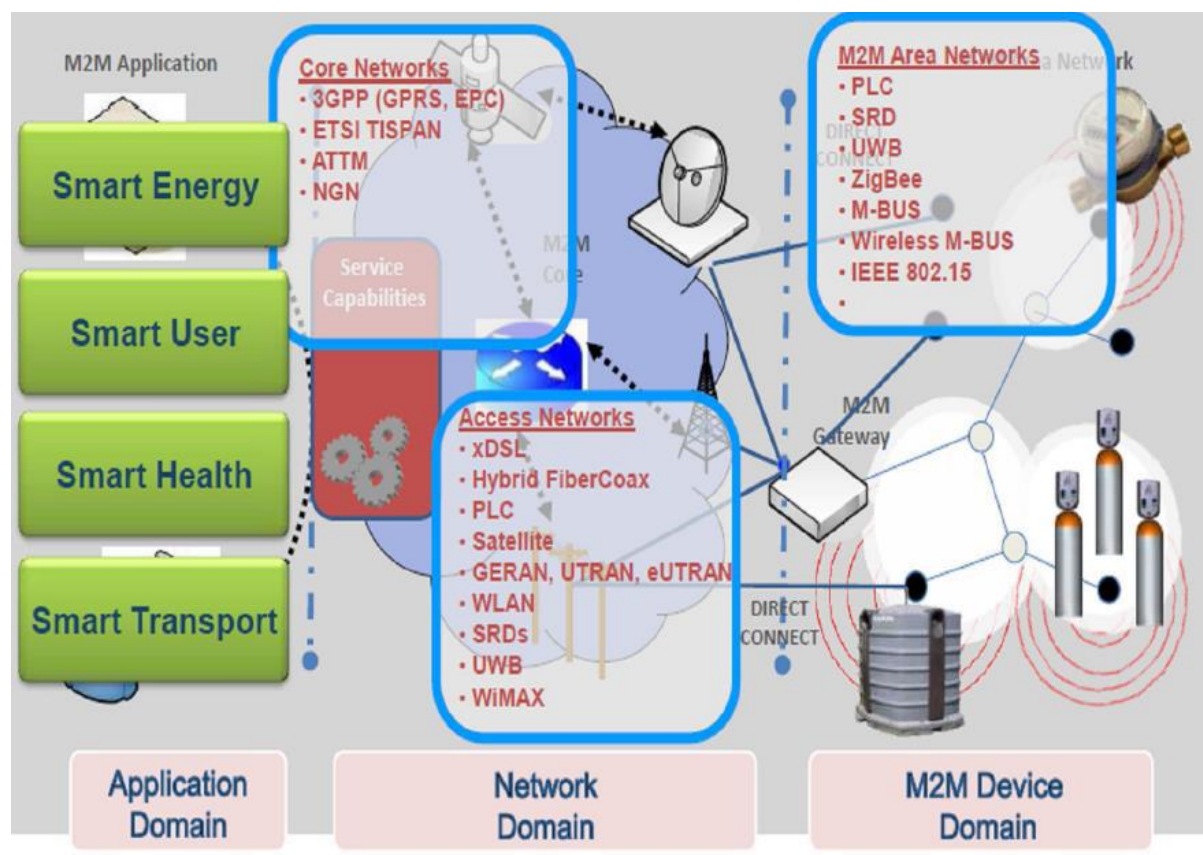 M2M Application
Smart Energy
Smart User
Smart Health
Smart Transport
Core Networks
• 3GPP (GPRS, EPC)
• ETSI TISPAN
• ATTM
• NGN
Service
Capabilities
M2M
Core
Access Networks
• xDSL
• Hybrid FiberCoax
• PLC
• Satellite
• GERAN, UTRAN, eUTRAN
• WLAN
• SRDs
• UWB
• WiMAX
M2M Area Networks
a Network
• PLC
• SRD
• UWB
• ZigBee
• M-BUS
• Wireless M-BUS
• IEEE 802.15
•
DIRECT
CONNECT
M2M
Gateway
DIRECT
CONNECT
Application
Domain
Network
Domain
M2M Device
Domain